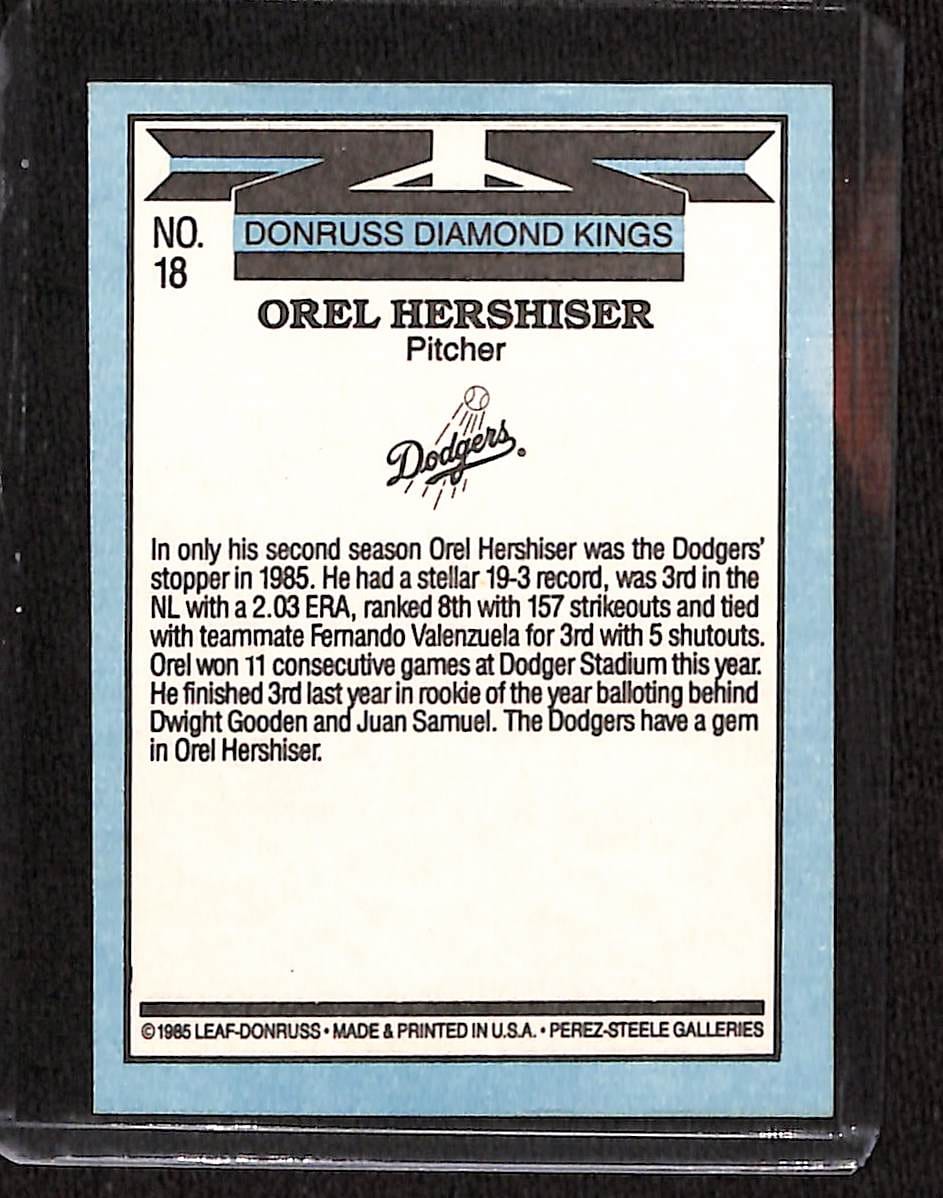 NO.
18
DONRUSS DIAMOND KINGS
OREL HERSHISER
Pitcher
Dodgers
In only his second season Orel Hershiser was the Dodgers'
stopper in 1985. He had a stellar 19-3 record, was 3rd in the
NL with a 2.03 ERA, ranked 8th with 157 strikeouts and tied
with teammate Fernando Valenzuela for 3rd with 5 shutouts.
Orel won 11 consecutive games at Dodger Stadium this year.
He finished 3rd last year in rookie of the year balloting behind
Dwight Gooden and Juan Samuel. The Dodgers have a gem
in Orel Hershiser.
©1985 LEAF-DONRUSS • MADE & PRINTED IN U.S.A. • PEREZ-STEELE GALLERIES